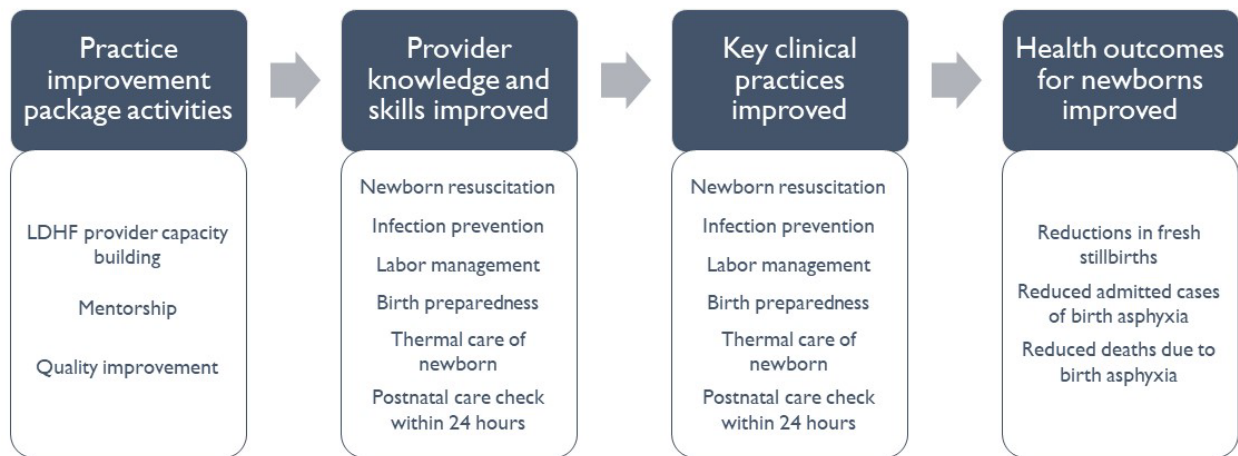 Practice
improvement
package activities
LDHF provider capacity
building
Mentorship
Quality improvement
Provider
knowledge and
skills improved
Newborn resuscitation
Infection prevention
Labor management
Birth preparedness
Thermal care of
newborn
Postnatal care check
within 24 hours
Key clinical
practices
improved
Newborn resuscitation
Infection prevention
Labor management
Birth preparedness
Thermal care of
newborn
Postnatal care check
within 24 hours
Health outcomes
for newborns
improved
Reductions in fresh
stillbirths
Reduced admitted cases
of birth asphyxia
Reduced deaths due to
birth asphyxia